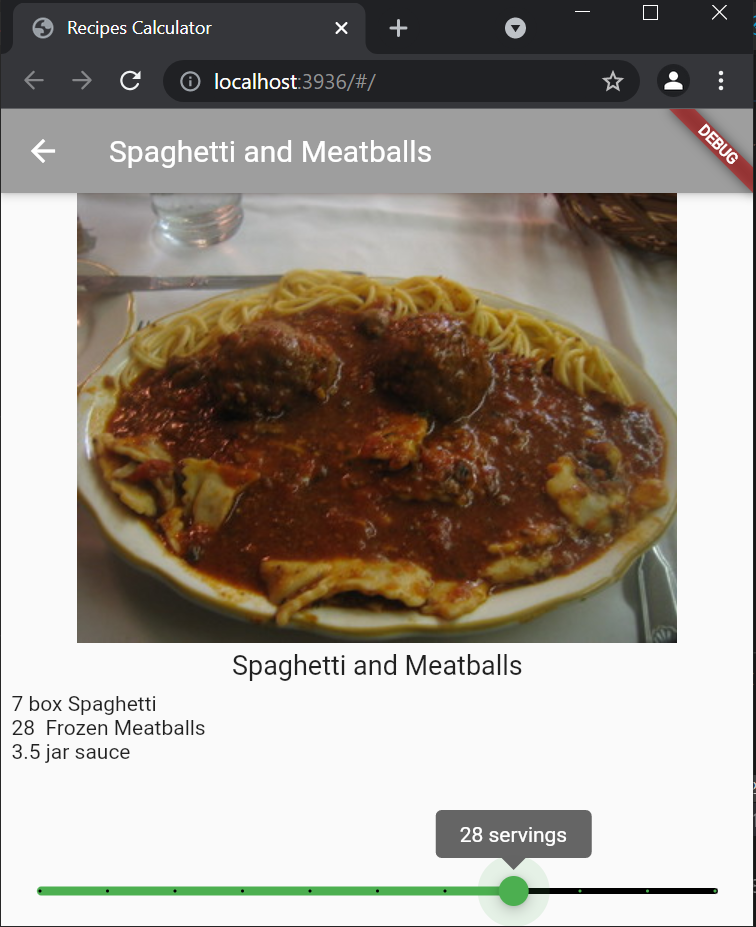 Recipes Calculator
localhost:3936/#/
Spaghetti and Meatballs
DEBUG
Spaghetti and Meatballs
7 box Spaghetti
28 Frozen Meatballs
3.5 jar sauce
28 servings